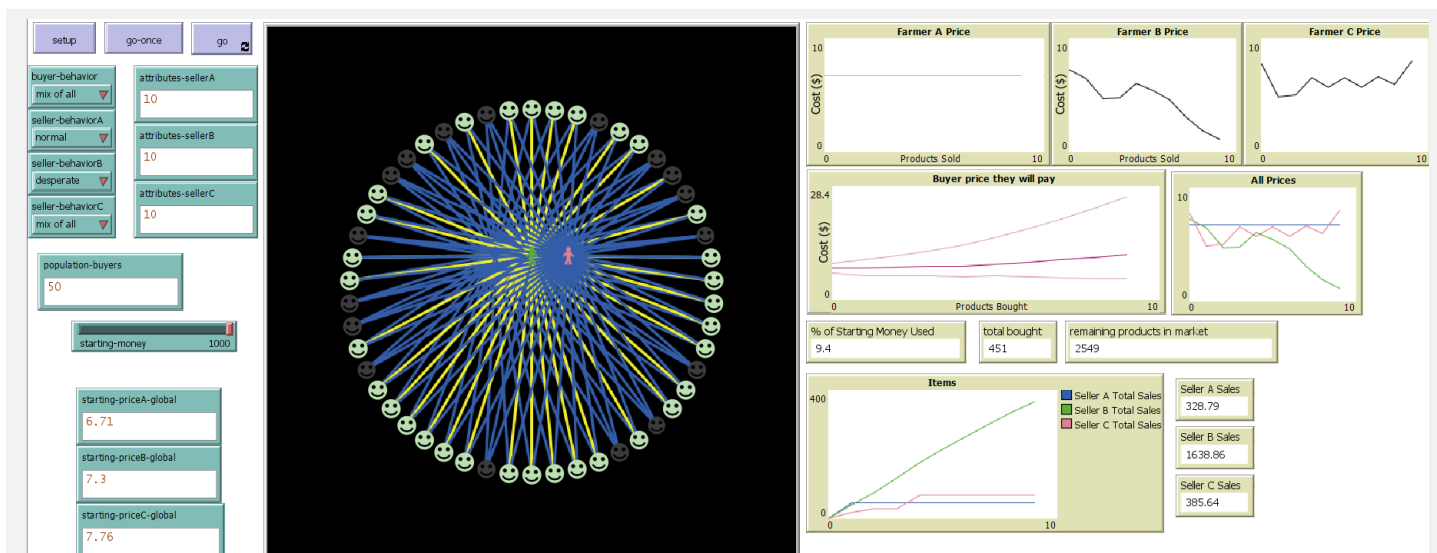 setup
go-once
go
buyer-behavior
mix of all
seller-behaviorA
normal
seller-behaviorB
desperate
seller-behaviorC
mix of all
attributes-sellerA
10
attributes-sellerB
10
attributes-sellerC
10
population-buyers
50
starting-money 1000
starting-priceA-global
6.71
starting-priceB-global
7.3
starting-priceC-global
7.76
Farmer A Price
10
Cost ($)
0
0 Products Sold 10
Farmer B Price
10
Cost ($)
0
0 Products Sold 10
Farmer C Price
10
0
0 10
Buyer price they will pay
28.4
Cost ($)
0
0 Products Bought 10
All Prices
10
0
0 10
% of Starting Money Used
9.4
total bought
451
remaining products in market
2549
Items
400
0
0 10
Seller A Total Sales
Seller B Total Sales
Seller C Total Sales
Seller A Sales
328.79
Seller B Sales
1638.86
Seller C Sales
385.64